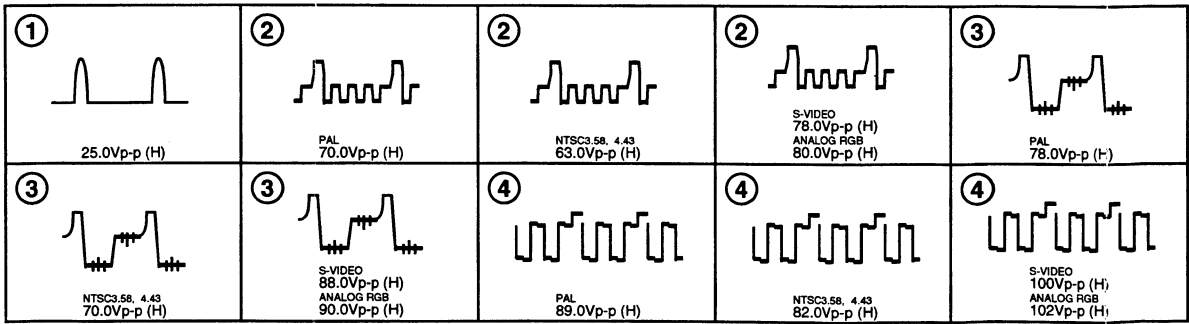 ①
25.0Vp-p (H)
②
PAL
70.0Vp-p (H)
②
NTSC3.58, 4.43
63.0Vp-p (H)
②
S-VIDEO
78.0Vp-p (H)
ANALOG RGB
80.0Vp-p (H)
③
PAL
78.0Vp-p (H)
③
NTSC3.58, 4.43
70.0Vp-p (H)
③
S-VIDEO
88.0Vp-p (H)
ANALOG RGB
90.0Vp-p (H)
④
PAL
89.0Vp-p (H)
④
NTSC3.58, 4.43
82.0Vp-p (H)
④
S-VIDEO
100Vp-p (H)
ANALOG RGB
102Vp-p (H)